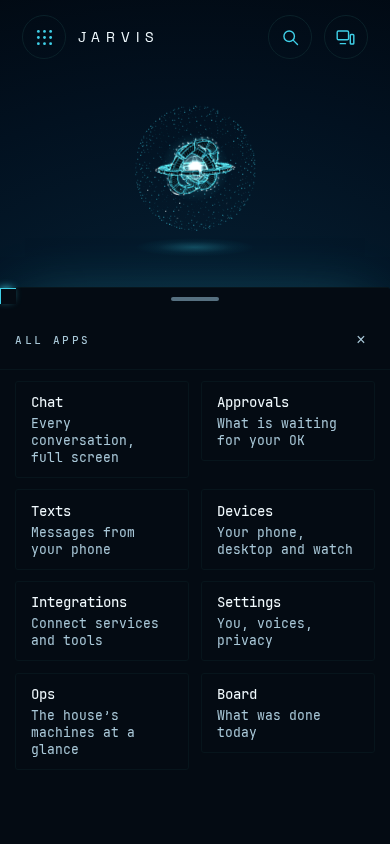 JARVIS
ALL APPS
×
Chat
Every
conversation,
full screen
Approvals
What is waiting
for your OK
Texts
Messages from
your phone
Devices
Your phone,
desktop and watch
Integrations
Connect services
and tools
Settings
You, voices,
privacy
Ops
The house’s
machines at a
glance
Board
What was done
today